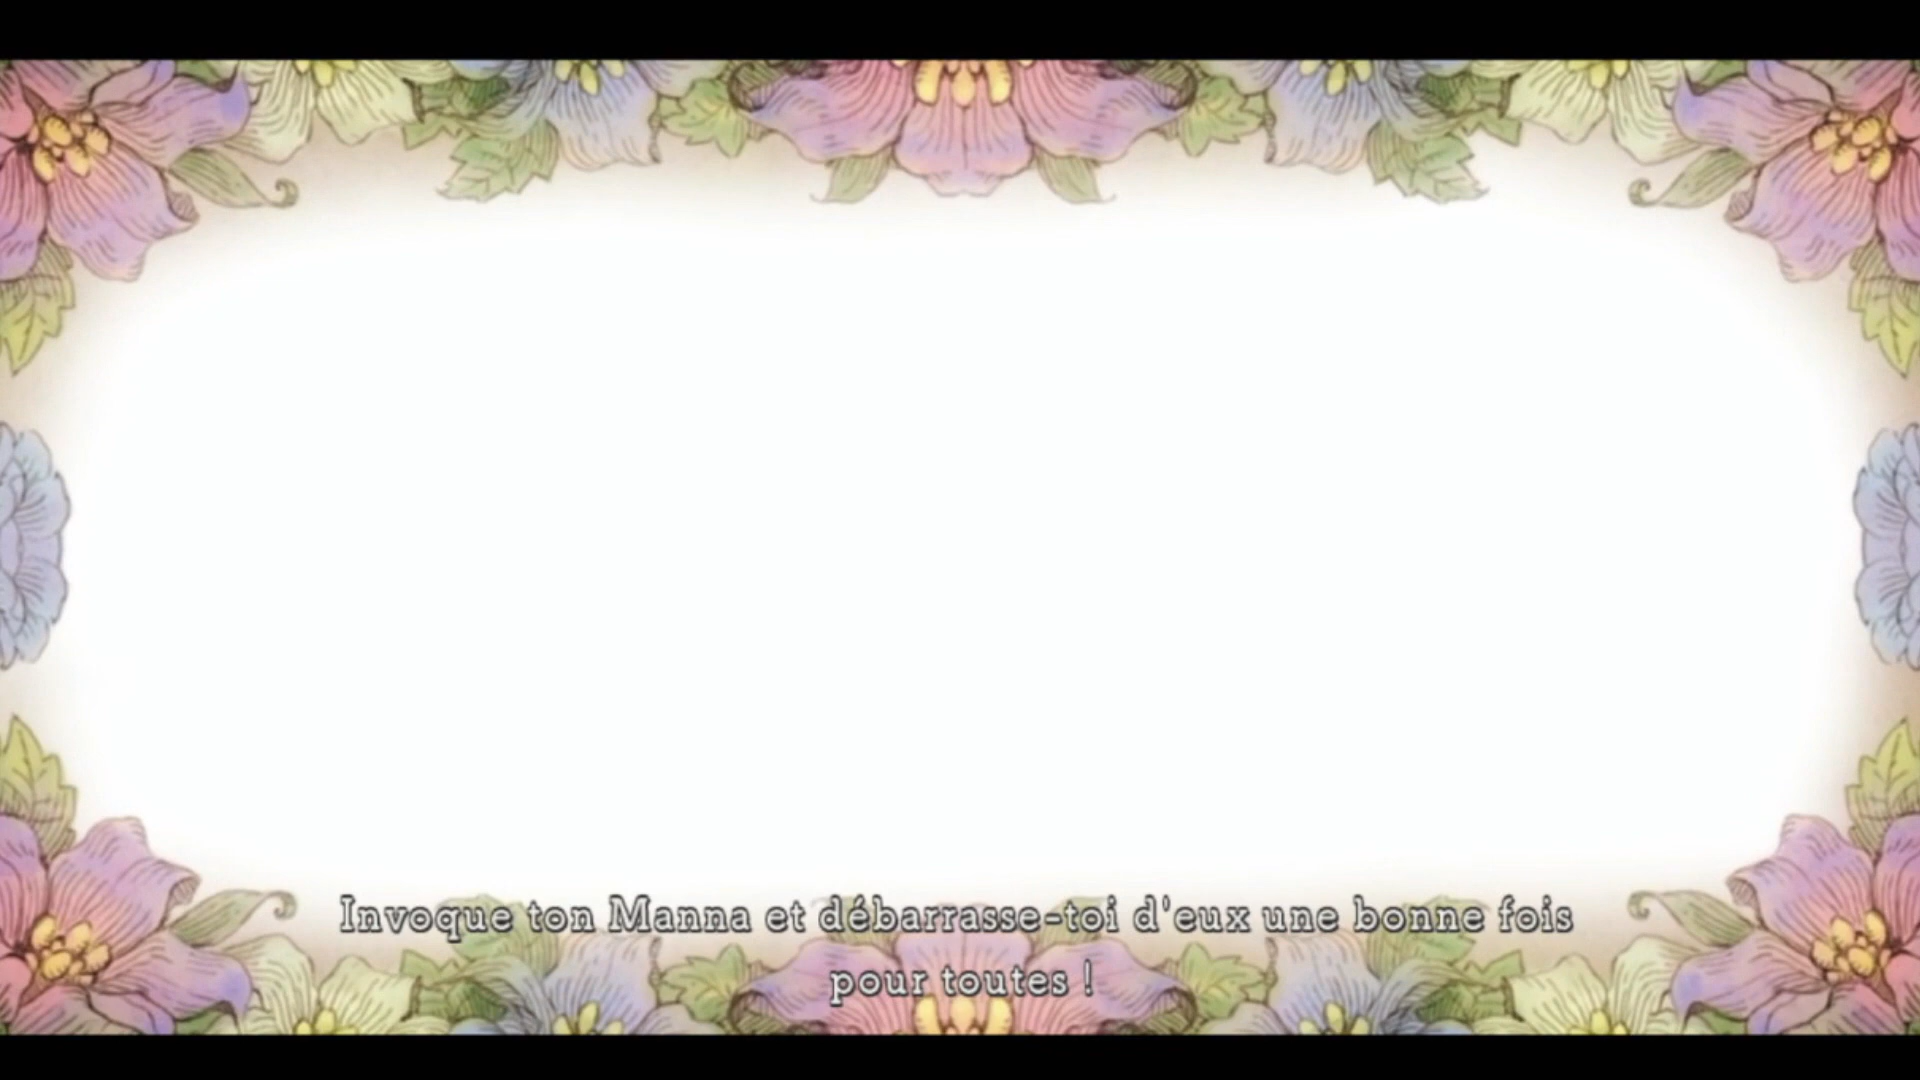 Invoque ton Manna et débarrasse-toi d'eux une bonne fois
pour toutes !